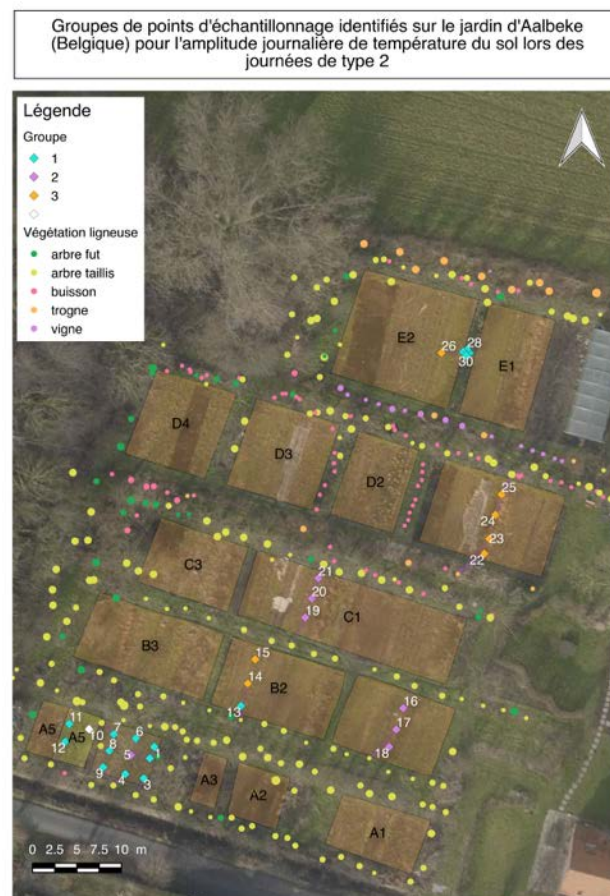 Groupes de points d'échantillonnage identifiés sur le jardin d'Aalbeke
(Belgique) pour l'amplitude journalière de température du sol lors des
journées de type 2
Légende
Groupe
1
2
3
Végétation ligneuse
arbre fut
arbre taillis
buisson
trogne
vigne
E2
26
28
30
E1
D4
D3
D2
25
24
23
22
C3
21
20
19
C1
B3
15
14
13
B2
16
17
18
11
A5
12
A5
10
7
6
8
5
1
9
4
3
A3
A2
A1
0 2.5 5 7.5 10 m